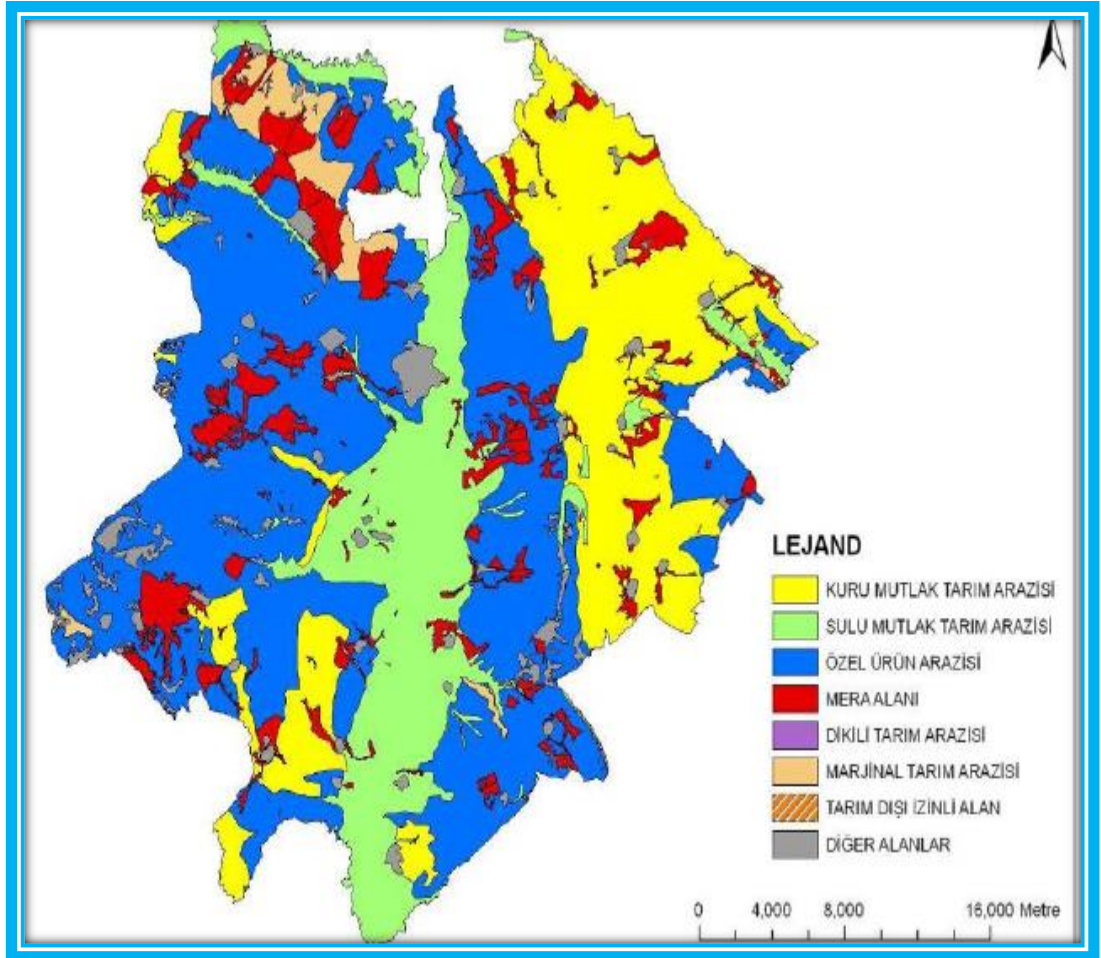 LEJAND
KURU MUTLAK TARIM ARAZİSİ
SULU MUTLAK TARIM ARAZİSİ
ÖZEL ÜRÜN ARAZİSİ
MERA ALANI
DİKİLİ TARIM ARAZİSİ
MARJİNAL TARIM ARAZİSİ
TARIM DIŞI İZİNLİ ALAN
DİĞER ALANLAR
0 4,000 8,000 16,000 Metre